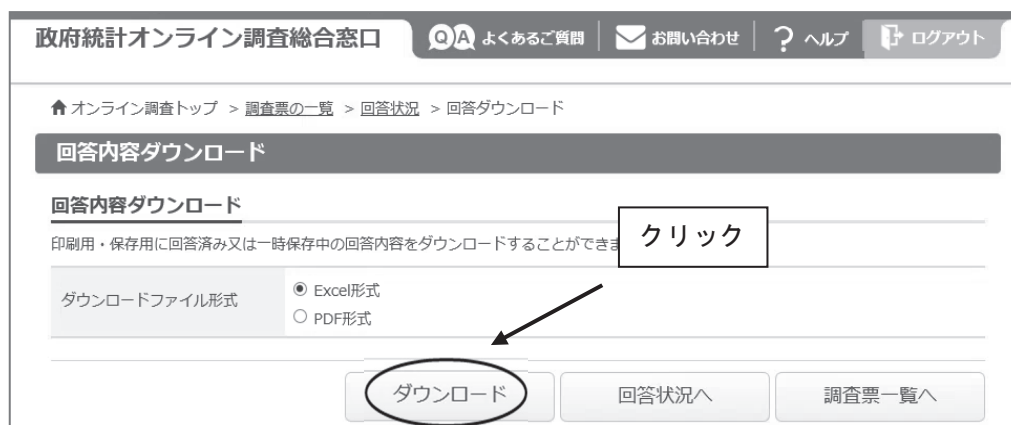 政府統計オンライン調査総合窓口 QA よくあるご質問 お問い合わせ ? ヘルプ ログアウト
オンライン調査トップ > 調査票の一覧 > 回答状況 > 回答ダウンロード
回答内容ダウンロード
回答内容ダウンロード
印刷用・保存用に回答済み又は一時保存中の回答内容をダウンロードすることができま
クリック
ダウンロードファイル形式
Excel形式
PDF形式
ダウンロード 回答状況へ 調査票一覧へ